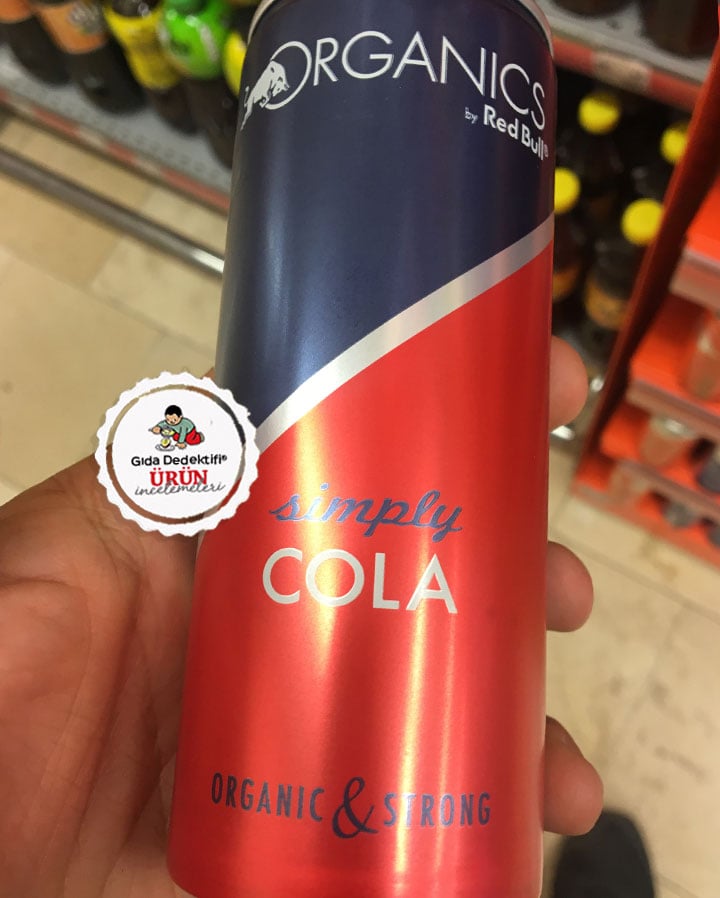 ORGANICS
by Red Bull®
Gıda Dedektifi®
ÜRÜN
incelemeleri
simply
COLA
ORGANIC & STRONG